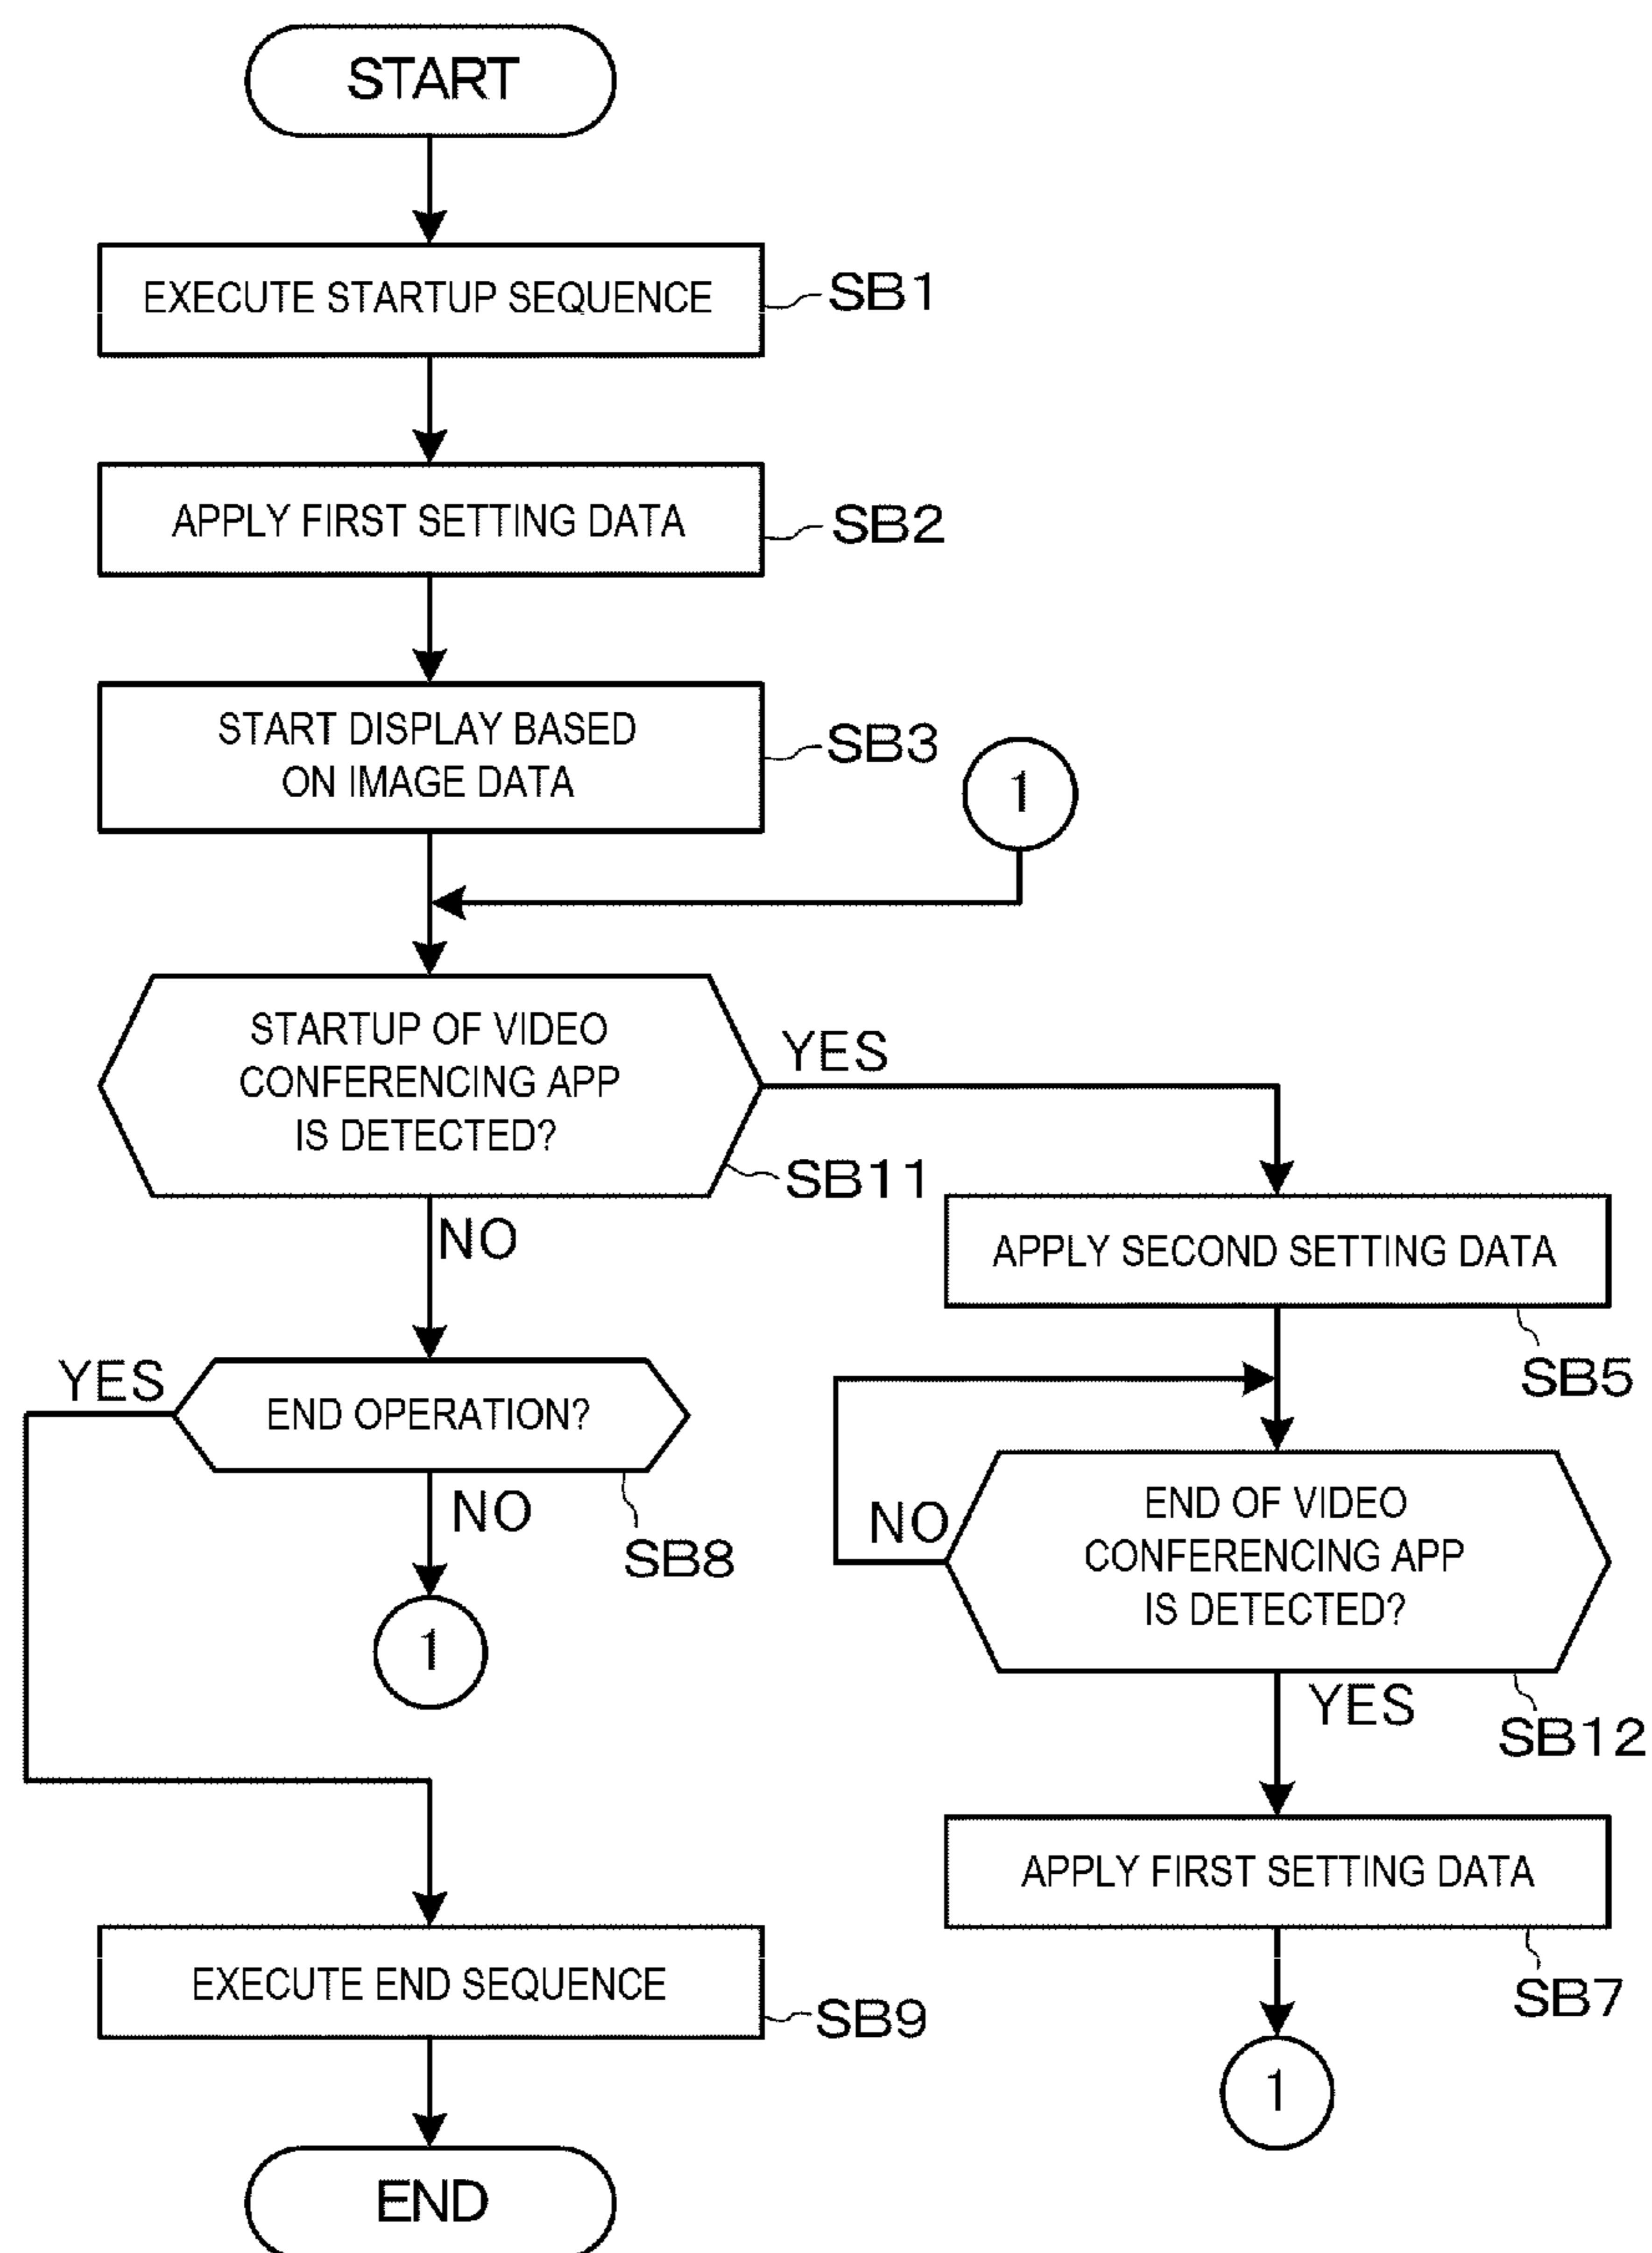 START
EXECUTE STARTUP SEQUENCE
SB1
APPLY FIRST SETTING DATA
SB2
START DISPLAY BASED
ON IMAGE DATA
SB3
1
STARTUP OF VIDEO
CONFERENCING APP
IS DETECTED?
SB11
YES
NO
APPLY SECOND SETTING DATA
SB5
END OPERATION?
SB8
YES
NO
1
END OF VIDEO
CONFERENCING APP
IS DETECTED?
SB12
NO
YES
APPLY FIRST SETTING DATA
SB7
1
EXECUTE END SEQUENCE
SB9
END